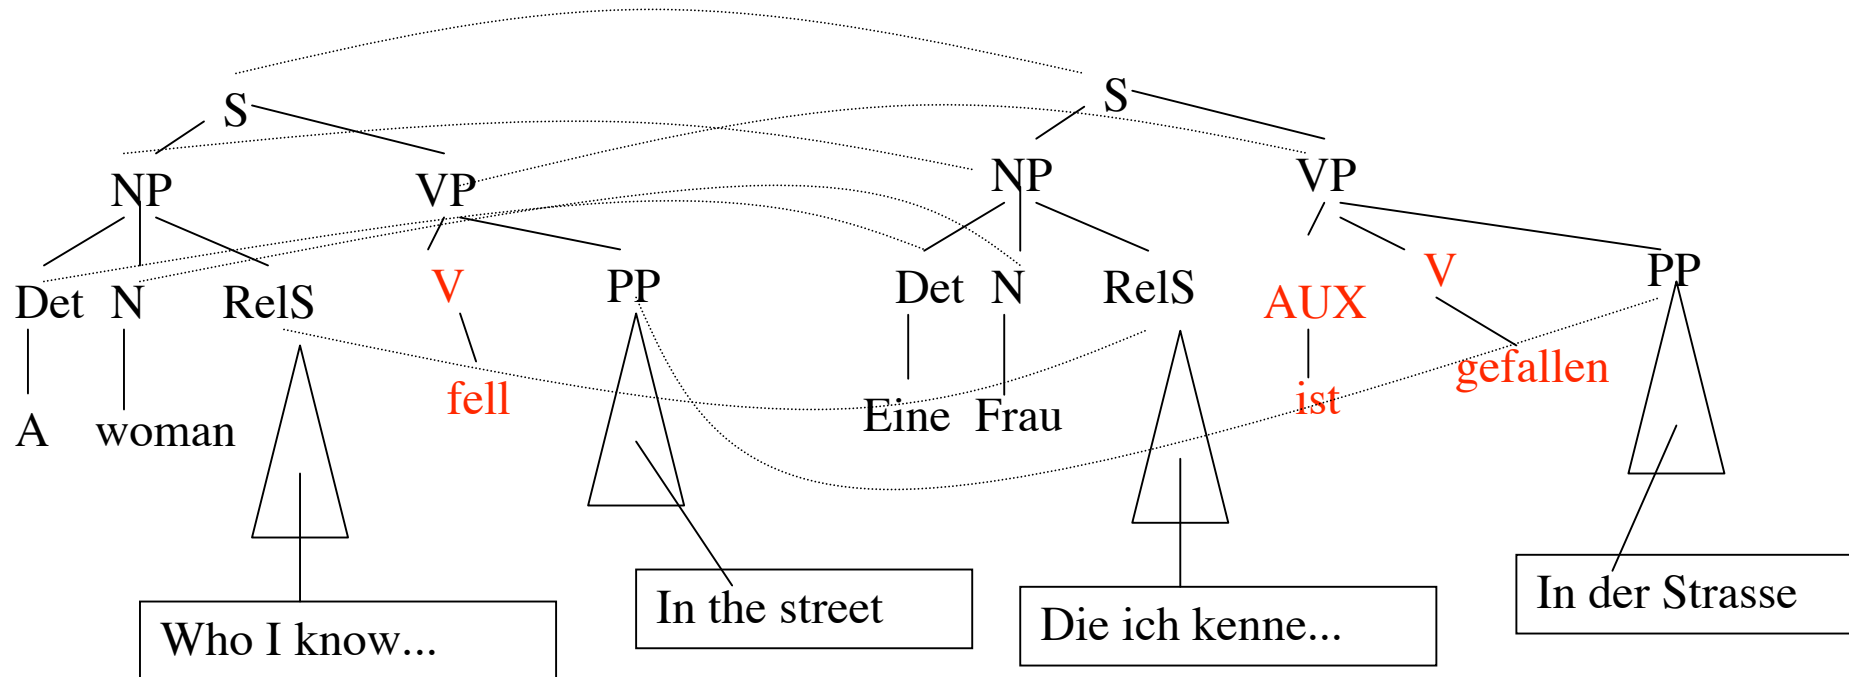 S S
NP VP NP VP
Det N RelS V PP Det N RelS AUX V PP
fell ist gefallen
A woman Eine Frau
Who I know... In the street Die ich kenne... In der Strasse